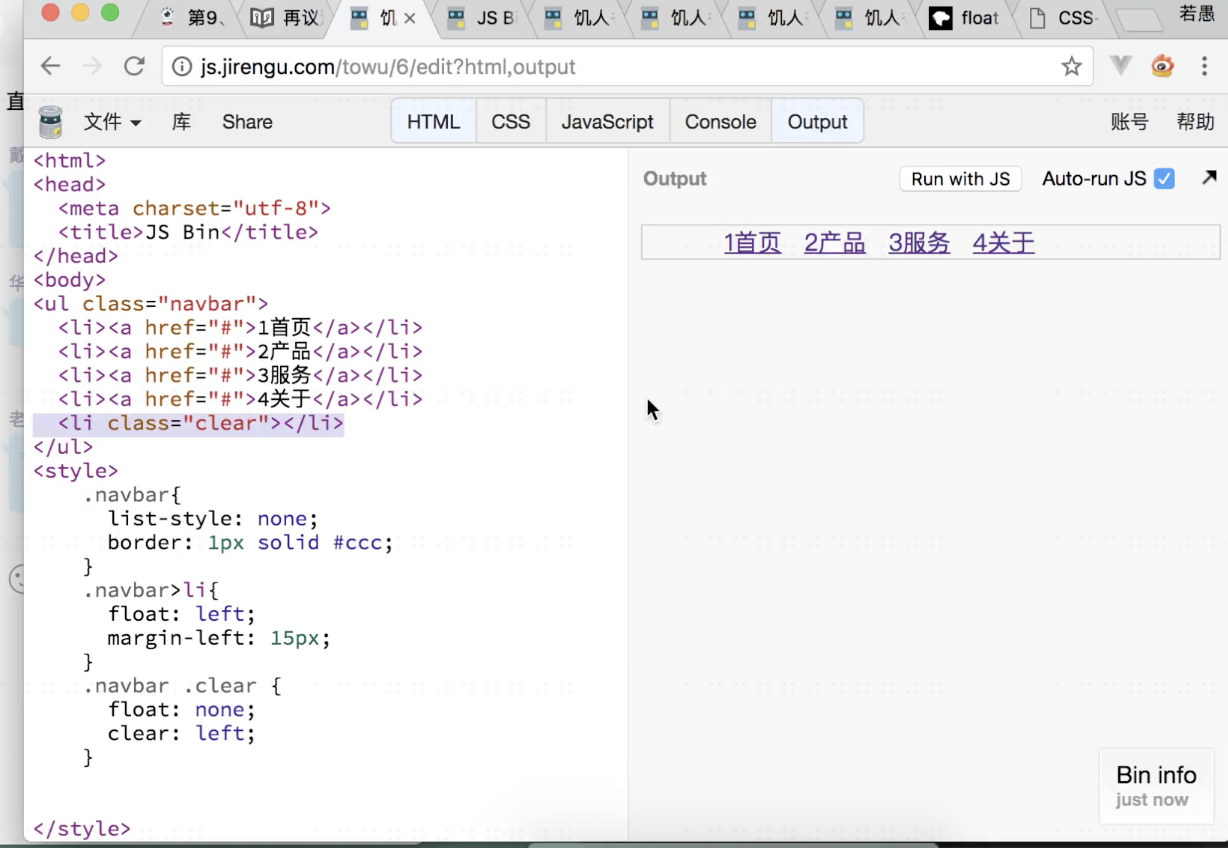 第9、 再议 饥 JS B 饥人 饥人 饥人 饥人 float CSS 若愚
js.jirengu.com/towu/6/edit?html,output
直
文件 库 Share HTML CSS JavaScript Console Output 账号 帮助
<html>
<head>
<meta charset="utf-8">
<title>JS Bin</title>
</head>
<body>
<ul class="navbar">
<li><a href="#">1首页</a></li>
<li><a href="#">2产品</a></li>
<li><a href="#">3服务</a></li>
<li><a href="#">4关于</a></li>
<li class="clear"></li>
</ul>
<style>
.navbar{
list-style: none;
border: 1px solid #ccc;
}
.navbar>li{
float: left;
margin-left: 15px;
}
.navbar .clear {
float: none;
clear: left;
}
</style>
Output Run with JS Auto-run JS
1首页 2产品 3服务 4关于
Bin info
just now